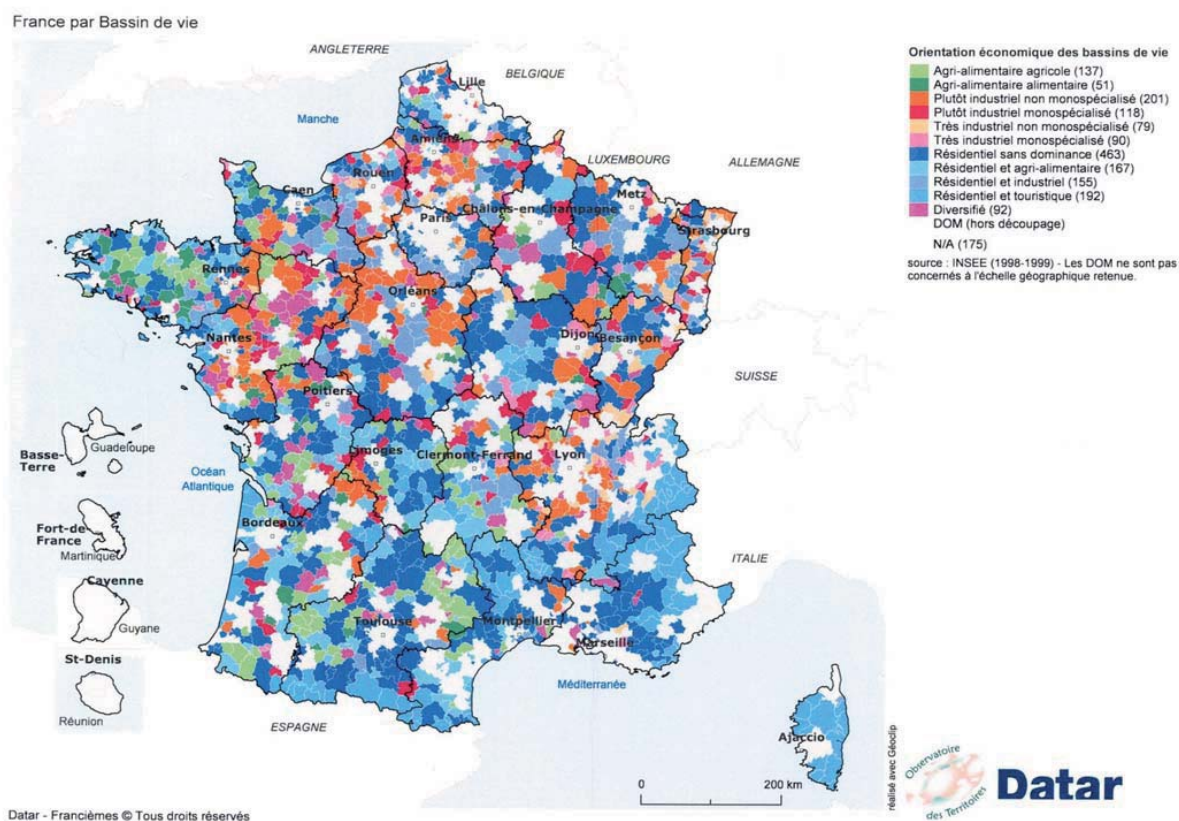 France par Bassin de vie
ANGLETERRE
BELGIQUE
Lille
Manche
Amiens
LUXEMBOURG
ALLEMAGNE
Rouen
Caen
Metz
Châlons-en-Champagne
Paris
Strasbourg
Rennes
Orléans
Nantes
Dijon
Besançon
SUISSE
Poitiers
Limoges
Clermont-Ferrand
Lyon
Océan
Atlantique
Bordeaux
ITALIE
Toulouse
Montpellier
Marseille
Méditerranée
ESPAGNE
Ajaccio
Basse-
Terre
Guadeloupe
Fort-de
France
Martinique
Cayenne
Guyane
St-Denis
Réunion
0
200 km
Orientation économique des bassins de vie
Agri-alimentaire agricole (137)
Agri-alimentaire alimentaire (51)
Plutôt industriel non monospécialisé (201)
Plutôt industriel monospécialisé (118)
Très industriel non monospécialisé (79)
Très industriel monospécialisé (90)
Résidentiel sans dominance (463)
Résidentiel et agri-alimentaire (167)
Résidentiel et industriel (155)
Résidentiel et touristique (192)
Diversifié (92)
DOM (hors découpage)
N/A (175)
source : INSEE (1998-1999) - Les DOM ne sont pas
concernés à l'échelle géographique retenue.
réalisé avec Géoclip
Observatoire
des Territoires
Datar
Datar - Francièmes © Tous droits réservés